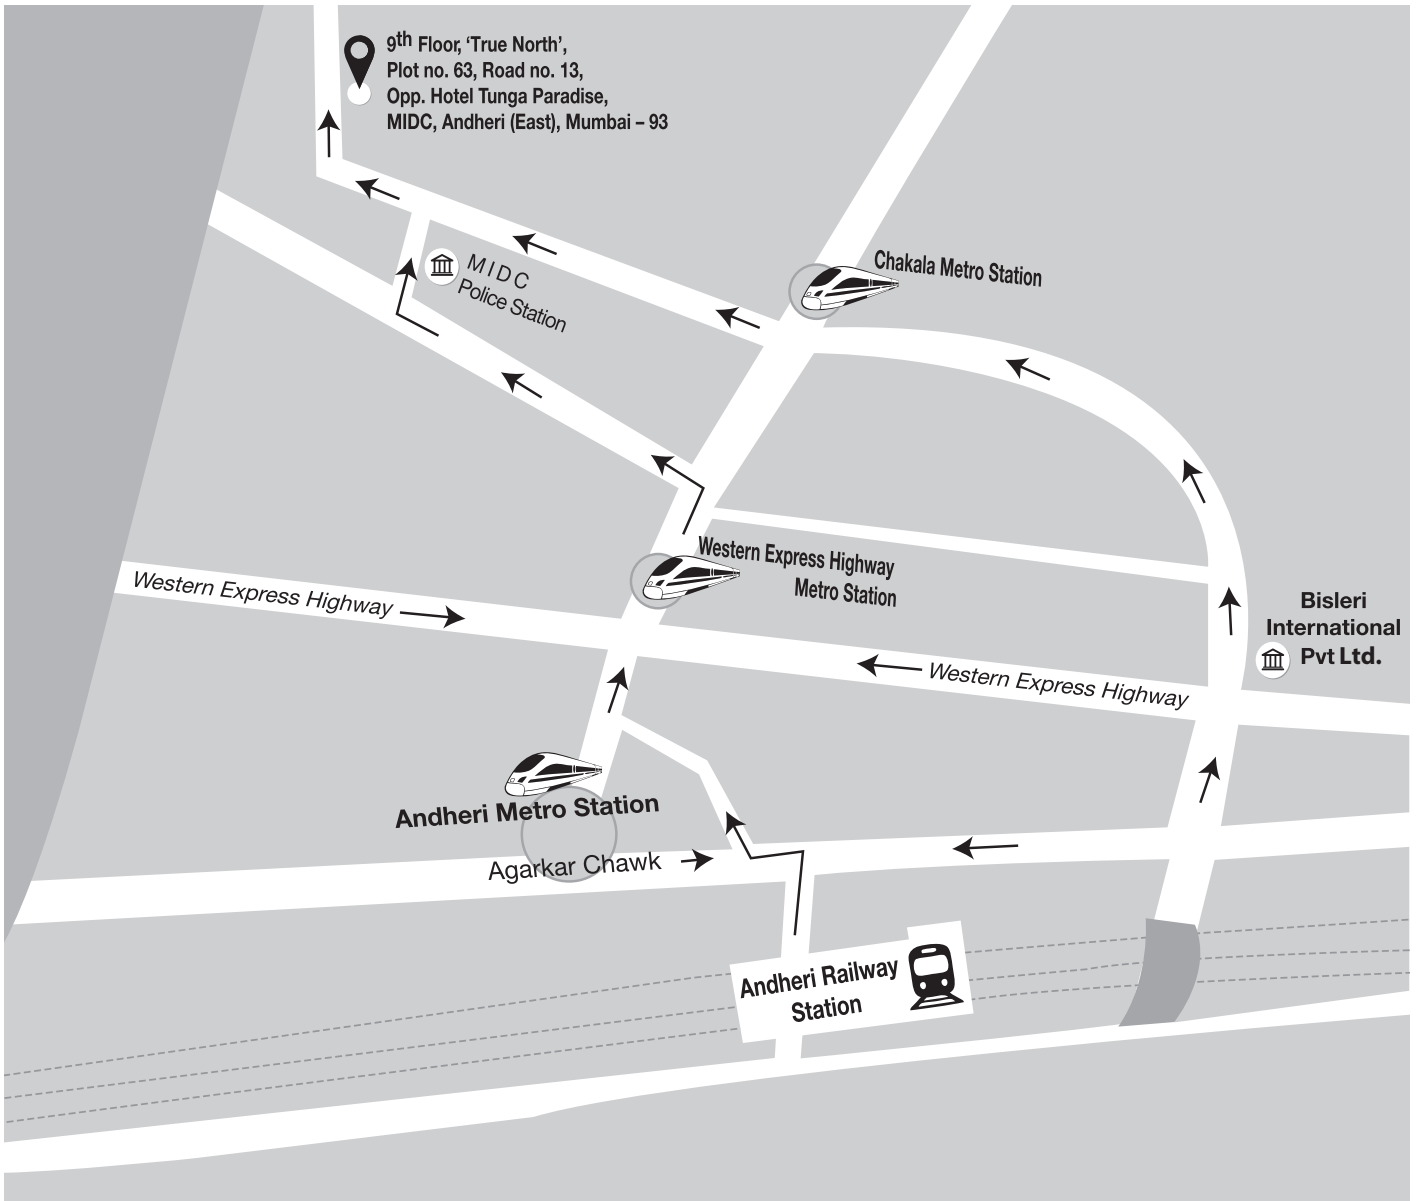 9th Floor, ‘True North’,
Plot no. 63, Road no. 13,
Opp. Hotel Tunga Paradise,
MIDC, Andheri (East), Mumbai – 93
Chakala Metro Station
MIDC
Police Station
Western Express Highway
Metro Station
Western Express Highway
Bisleri
International
Pvt Ltd.
Western Express Highway
Andheri Metro Station
Agarkar Chawk
Andheri Railway
Station